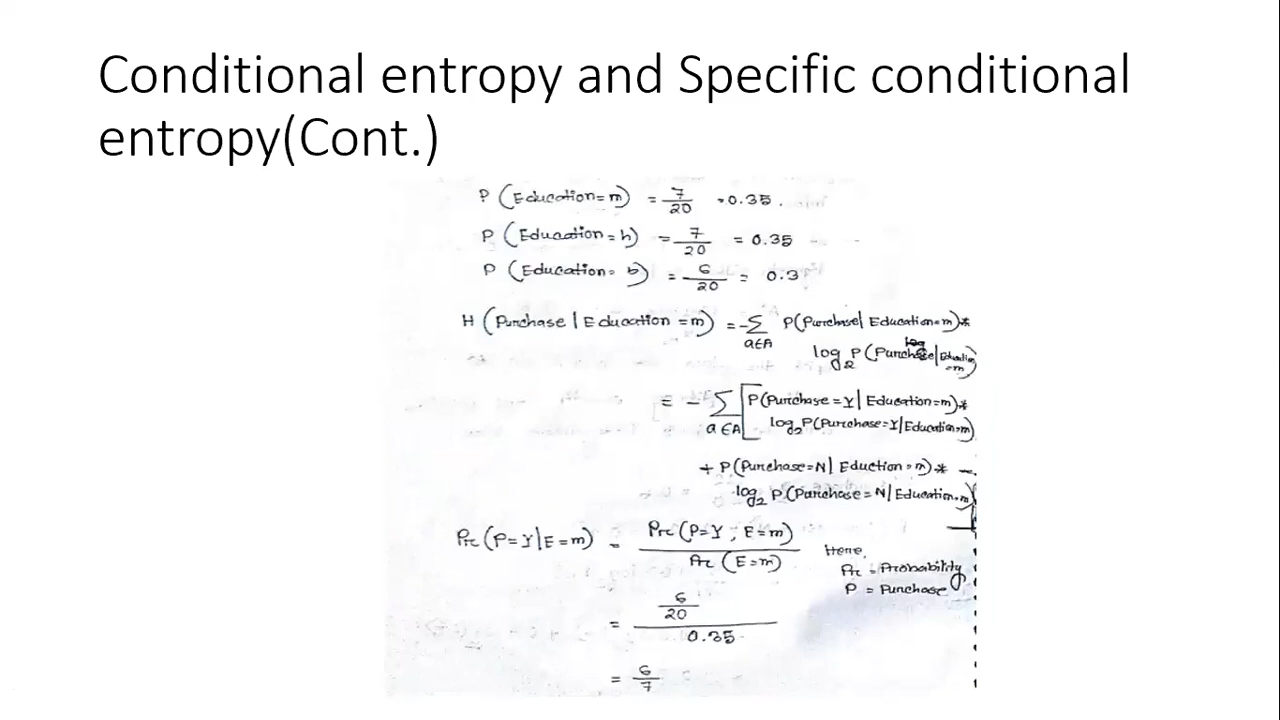 Conditional entropy and Specific conditional
entropy(Cont.)
P (Education=m) = 7/20 = 0.35.
P (Education=h) = 7/20 = 0.35
P (Education= b) = 6/20 = 0.3
H (Purchase | Education =m) = -∑ a∈A P(Purchase| Education=m)*
log2 P(Purchase|Education=m)
= - ∑ a∈A [P(Purchase=Y|Education=m)*
log2 P(Purchase=Y|Education=m)
+ P(Purchase=N| Eduction=m)*
log2 P(Purchase=N|Education=m)]
Pr(P=Y|E=m) = Pr(P=Y, E=m) / Pr(E=m)
Here,
Pr = Probability
P = Purchase
= 6/20 / 0.35
= 6/7